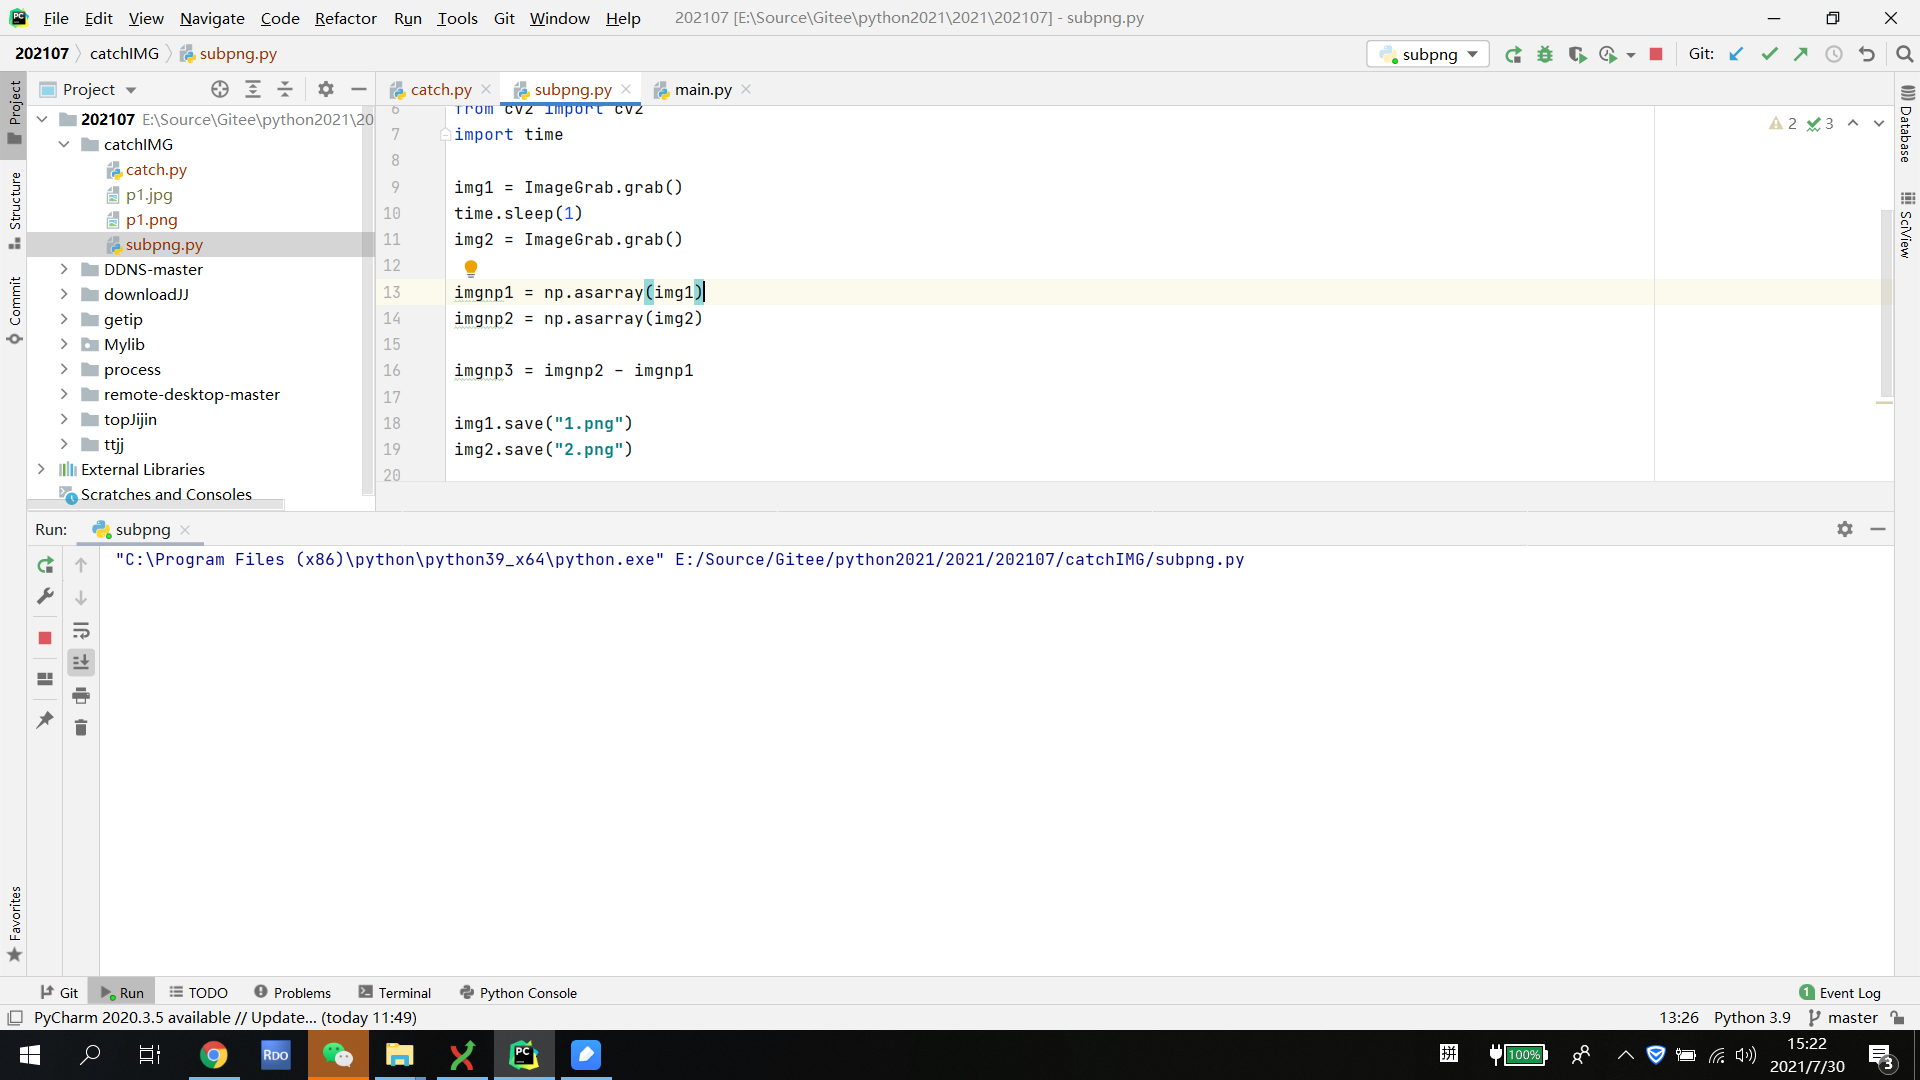 File Edit View Navigate Code Refactor Run Tools Git Window Help 202107 [E:\Source\Gitee\python2021\2021\202107] - subpng.py
202107 catchIMG subpng.py subpng Git:
Project catch.py subpng.py main.py
202107 E:\Source\Gitee\python2021\20
catchIMG
catch.py
p1.jpg
p1.png
subpng.py
DDNS-master
downloadJJ
getip
Mylib
process
remote-desktop-master
topJijin
ttjj
External Libraries
Scratches and Consoles
6 from cv2 import cv2
7 import time
8
9 img1 = ImageGrab.grab()
10 time.sleep(1)
11 img2 = ImageGrab.grab()
12
13 imgnp1 = np.asarray(img1)
14 imgnp2 = np.asarray(img2)
15
16 imgnp3 = imgnp2 - imgnp1
17
18 img1.save("1.png")
19 img2.save("2.png")
20
2 3
Project
Structure
Commit
Favorites
Database
SciView
Run: subpng
"C:\Program Files (x86)\python\python39_x64\python.exe" E:/Source/Gitee/python2021/2021/202107/catchIMG/subpng.py
Git Run TODO Problems Terminal Python Console 1 Event Log
PyCharm 2020.3.5 available // Update... (today 11:49) 13:26 Python 3.9 master
PC
RDO
拼
100%
15:22
2021/7/30
3